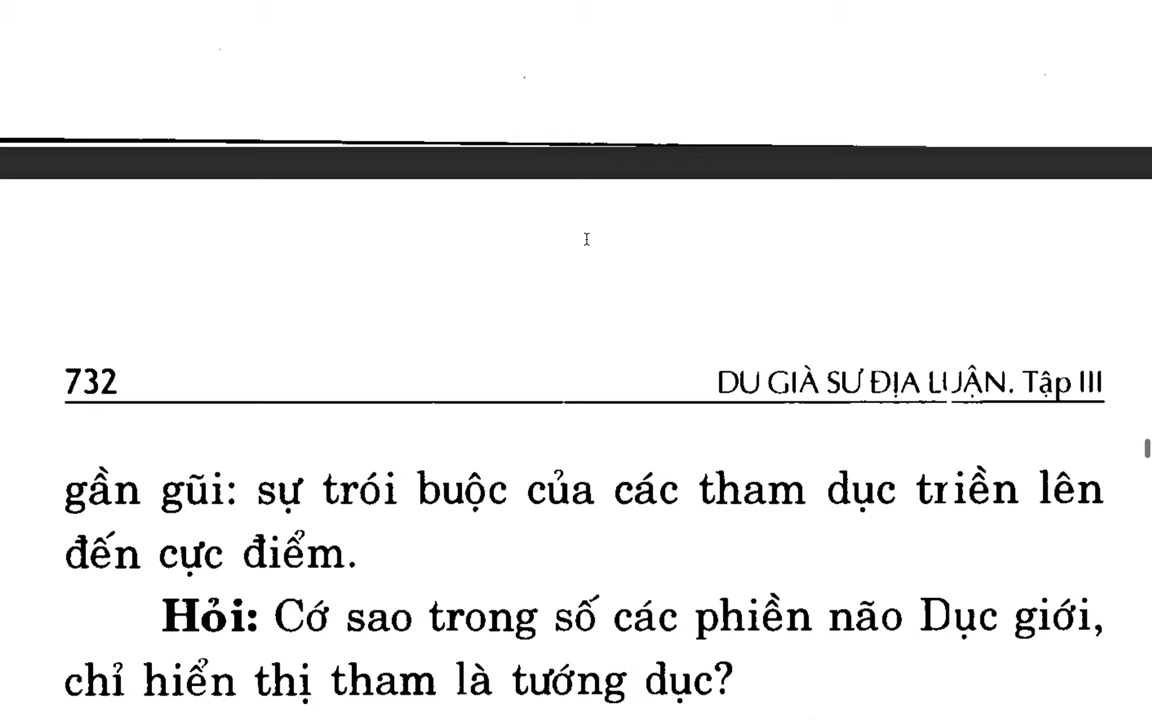 732 DU GIÀ SƯ ĐỊA LUẬN. Tập III
gần gũi: sự trói buộc của các tham dục triền lên
đến cực điểm.
Hỏi: Cớ sao trong số các phiền não Dục giới,
chỉ hiển thị tham là tướng dục?